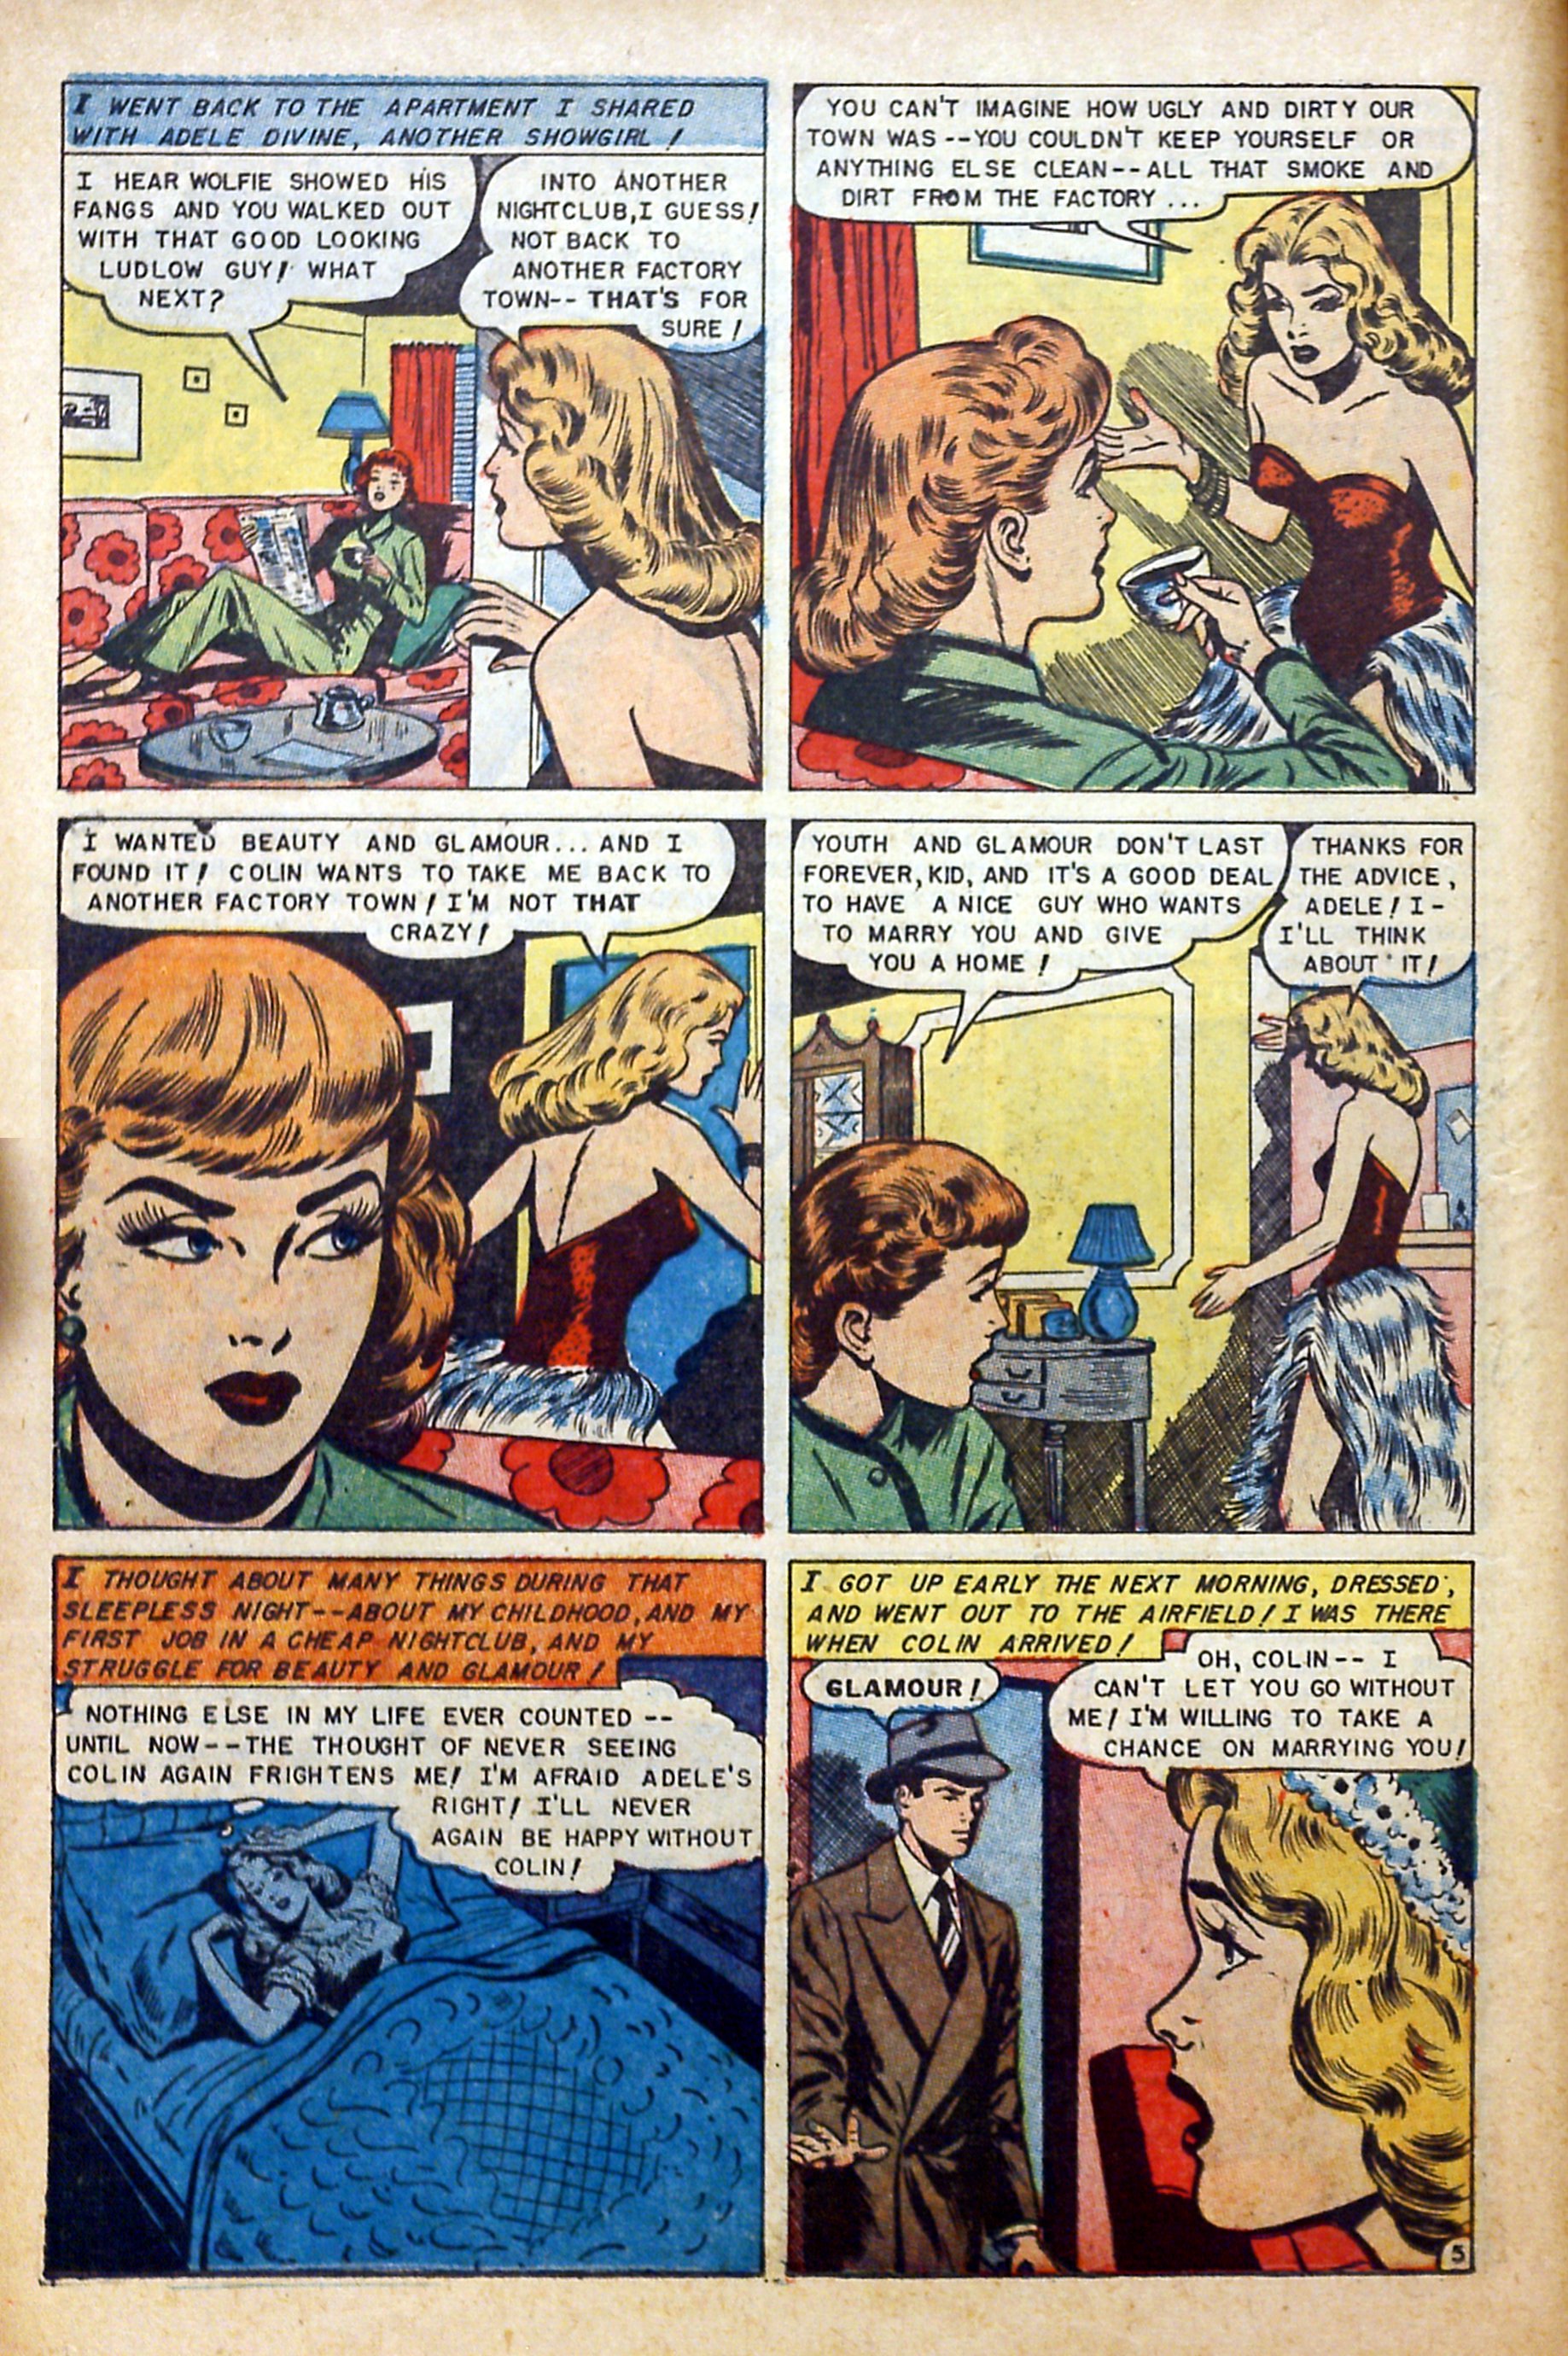 I WENT BACK TO THE APARTMENT I SHARED
WITH ADELE DIVINE, ANOTHER SHOWGIRL!
I HEAR WOLFIE SHOWED HIS
FANGS AND YOU WALKED OUT
WITH THAT GOOD LOOKING
LUDLOW GUY! WHAT
NEXT?
INTO ANOTHER
NIGHTCLUB, I GUESS!
NOT BACK TO
ANOTHER FACTORY
TOWN-- THAT'S FOR
SURE!
YOU CAN'T IMAGINE HOW UGLY AND DIRTY OUR
TOWN WAS--YOU COULDN'T KEEP YOURSELF OR
ANYTHING ELSE CLEAN--ALL THAT SMOKE AND
DIRT FROM THE FACTORY...
I WANTED BEAUTY AND GLAMOUR...AND I
FOUND IT! COLIN WANTS TO TAKE ME BACK TO
ANOTHER FACTORY TOWN! I'M NOT THAT
CRAZY!
YOUTH AND GLAMOUR DON'T LAST
FOREVER, KID, AND IT'S A GOOD DEAL
TO HAVE A NICE GUY WHO WANTS
TO MARRY YOU AND GIVE
YOU A HOME!
THANKS FOR
THE ADVICE,
ADELE! I-
I'LL THINK
ABOUT IT!
I THOUGHT ABOUT MANY THINGS DURING THAT
SLEEPLESS NIGHT--ABOUT MY CHILDHOOD, AND MY
FIRST JOB IN A CHEAP NIGHTCLUB, AND MY
STRUGGLE FOR BEAUTY AND GLAMOUR!
NOTHING ELSE IN MY LIFE EVER COUNTED --
UNTIL NOW--THE THOUGHT OF NEVER SEEING
COLIN AGAIN FRIGHTENS ME! I'M AFRAID ADELE'S
RIGHT! I'LL NEVER
AGAIN BE HAPPY WITHOUT
COLIN!
I GOT UP EARLY THE NEXT MORNING, DRESSED,
AND WENT OUT TO THE AIRFIELD! I WAS THERE
WHEN COLIN ARRIVED!
GLAMOUR!
OH, COLIN-- I
CAN'T LET YOU GO WITHOUT
ME! I'M WILLING TO TAKE A
CHANCE ON MARRYING YOU!
5